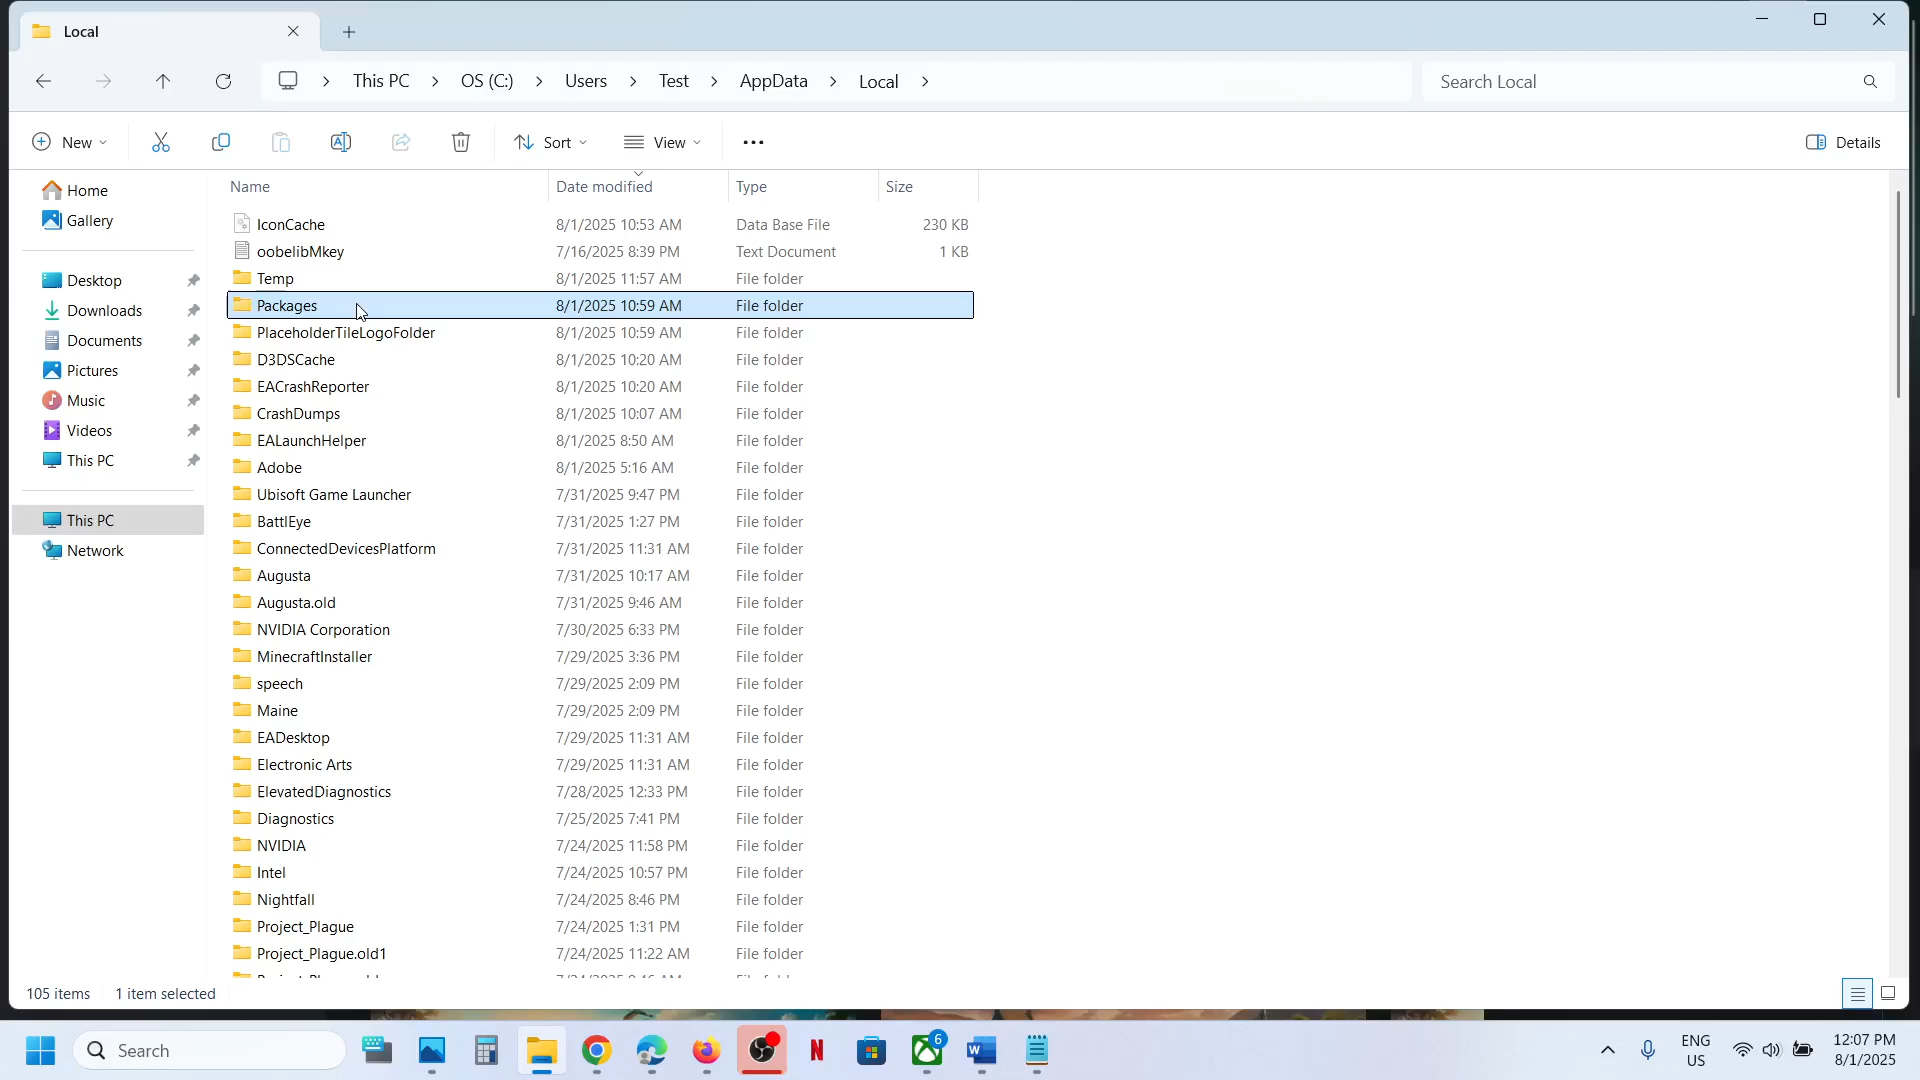 Local
This PC
OS (C:)
Users
Test
AppData
Local
Search Local
New
Sort
View
Details
Home
Gallery
Desktop
Downloads
Documents
Pictures
Music
Videos
This PC
This PC
Network
Name Date modified Type Size
IconCache 8/1/2025 10:53 AM Data Base File 230 KB
oobelibMkey 7/16/2025 8:39 PM Text Document 1 KB
Temp 8/1/2025 11:57 AM File folder
Packages 8/1/2025 10:59 AM File folder
PlaceholderTileLogoFolder 8/1/2025 10:59 AM File folder
D3DSCache 8/1/2025 10:20 AM File folder
EACrashReporter 8/1/2025 10:20 AM File folder
CrashDumps 8/1/2025 10:07 AM File folder
EALaunchHelper 8/1/2025 8:50 AM File folder
Adobe 8/1/2025 5:16 AM File folder
Ubisoft Game Launcher 7/31/2025 9:47 PM File folder
BattlEye 7/31/2025 1:27 PM File folder
ConnectedDevicesPlatform 7/31/2025 11:31 AM File folder
Augusta 7/31/2025 10:17 AM File folder
Augusta.old 7/31/2025 9:46 AM File folder
NVIDIA Corporation 7/30/2025 6:33 PM File folder
MinecraftInstaller 7/29/2025 3:36 PM File folder
speech 7/29/2025 2:09 PM File folder
Maine 7/29/2025 2:09 PM File folder
EADesktop 7/29/2025 11:31 AM File folder
Electronic Arts 7/29/2025 11:31 AM File folder
ElevatedDiagnostics 7/28/2025 12:33 PM File folder
Diagnostics 7/25/2025 7:41 PM File folder
NVIDIA 7/24/2025 11:58 PM File folder
Intel 7/24/2025 10:57 PM File folder
Nightfall 7/24/2025 8:46 PM File folder
Project_Plague 7/24/2025 1:31 PM File folder
Project_Plague.old1 7/24/2025 11:22 AM File folder
105 items 1 item selected
Search
6
ENG
US
12:07 PM
8/1/2025